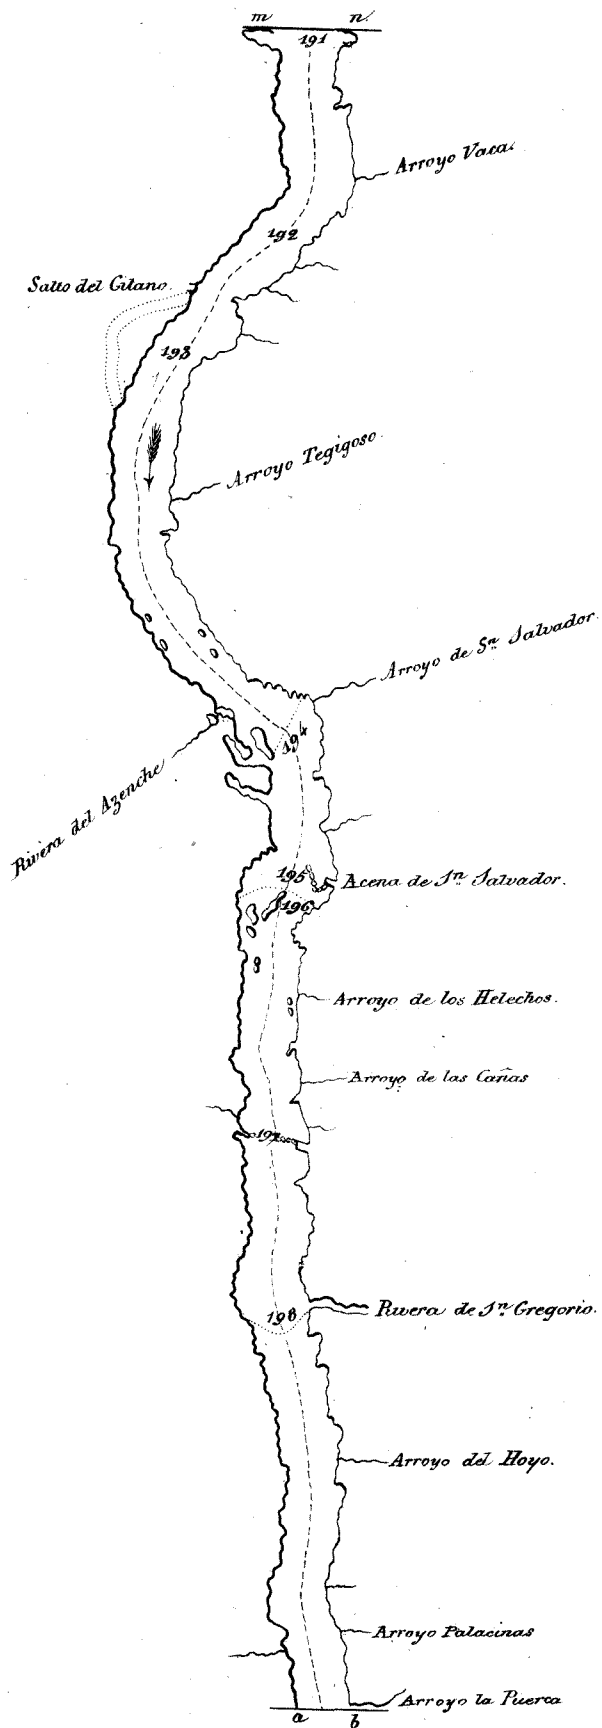 m n.
191
Arroyo Vaca.
192
Salto del Gitano.
193
Arroyo Tegigoso.
Arroyo de Sn. Salvador.
194
Rivera del Azenche
195
Acena de Sn. Salvador.
196
Arroyo de los Helechos.
Arroyo de las Cañas
197
198
Rivera de Sn. Gregorio.
Arroyo del Hoyo.
Arroyo Palacinas
Arroyo la Puerca
a b